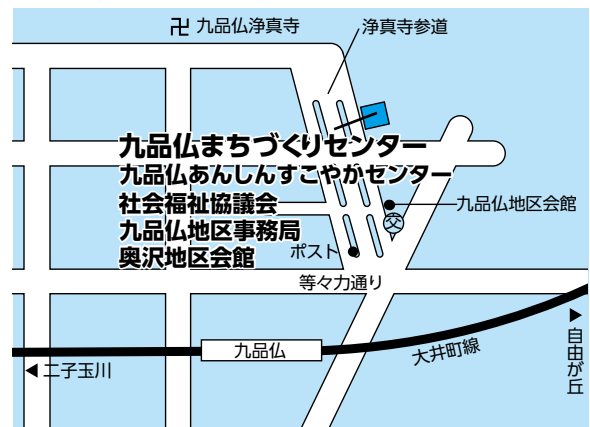 卍 九品仏浄真寺
浄真寺参道
九品仏まちづくりセンター
九品仏あんしんすこやかセンター
社会福祉協議会
九品仏地区事務局
奥沢地区会館
九品仏地区会館
交
ポスト
等々力通り
九品仏
大井町線
◀二子玉川
▶自由が丘